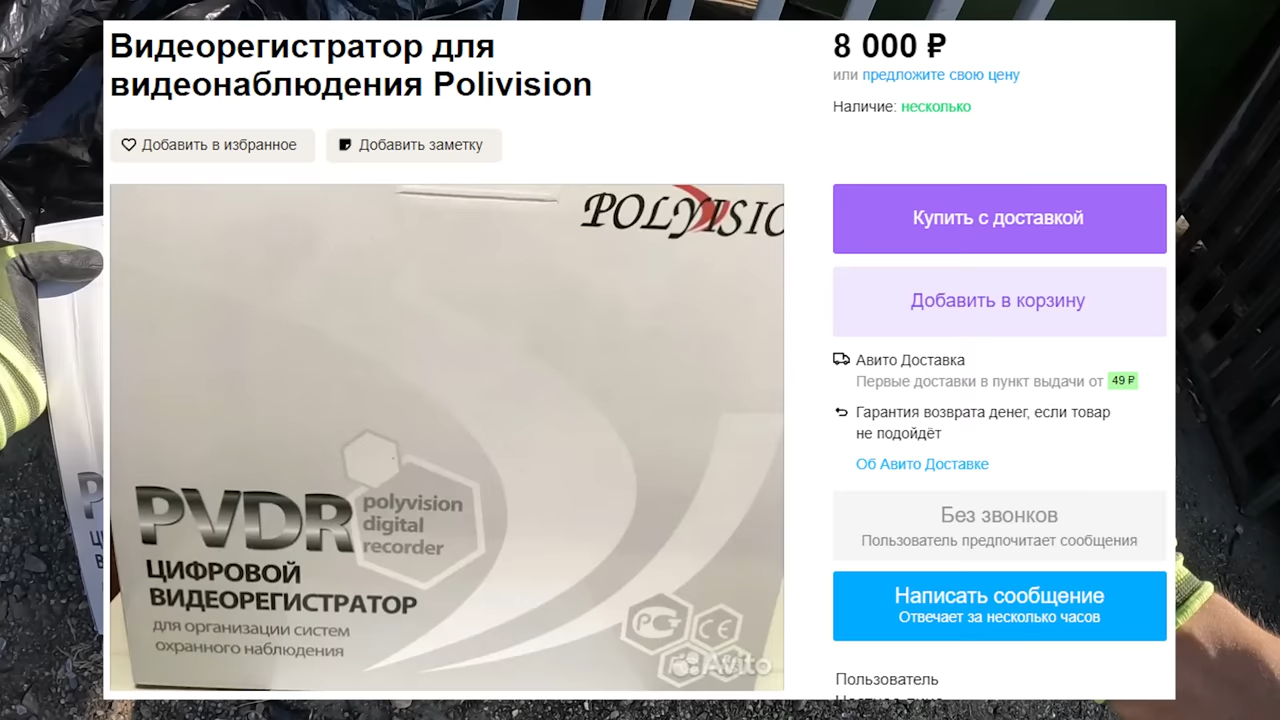 Видеорегистратор для
видеонаблюдения Polivision
Добавить в избранное
Добавить заметку
8 000 ₽
или предложите свою цену
Наличие: несколько
Купить с доставкой
Добавить в корзину
Авито Доставка
Первые доставки в пункт выдачи от 49 ₽
Гарантия возврата денег, если товар
не подойдёт
Об Авито Доставке
Без звонков
Пользователь предпочитает сообщения
Написать сообщение
Отвечает за несколько часов
Пользователь
POLYVISIO
PVDR
polyvision
digital
recorder
ЦИФРОВОЙ
ВИДЕОРЕГИСТРАТОР
для организации систем
охранного наблюдения
CE
Avito